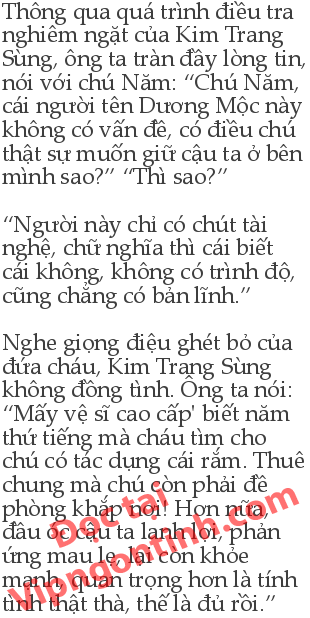 Thông qua quá trình điều tra
nghiêm ngặt của Kim Trang
Sùng, ông ta tràn đầy lòng tin,
nói với chú Năm: “Chú Năm,
cái người tên Dương Mộc này
không có vấn đề, có điều chú
thật sự muốn giữ cậu ta ở bên
mình sao?” “Thì sao?”
“Người này chỉ có chút tài
nghệ, chữ nghĩa thì cái biết
cái không, không có trình độ,
cũng chẳng có bản lĩnh.”
Nghe giọng điệu ghét bỏ của
đứa cháu, Kim Trang Sùng
không đồng tình. Ông ta nói:
“Mấy vệ sĩ cao cấp' biết năm
thứ tiếng mà cháu tìm cho
chú có tác dụng cái rắm. Thuê
chung mà chú còn phải đề
phòng khắp nơi! Hơn nữa,
đầu óc cậu ta lanh lợi, phản
ứng mau lẹ, lại còn khỏe
mạnh, quan trọng hơn là tính
tình thật thà, thế là đủ rồi.”
Đọc tại
Vipngontinh.com